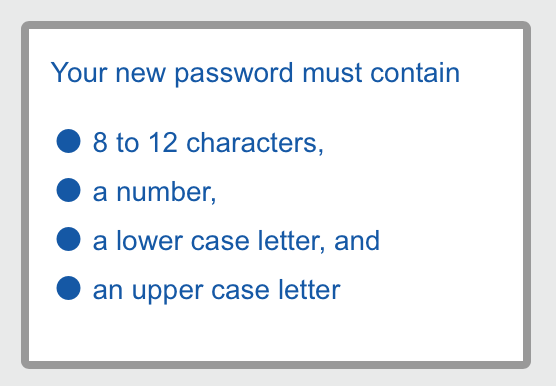 Your new password must contain
● 8 to 12 characters,
● a number,
● a lower case letter, and
● an upper case letter